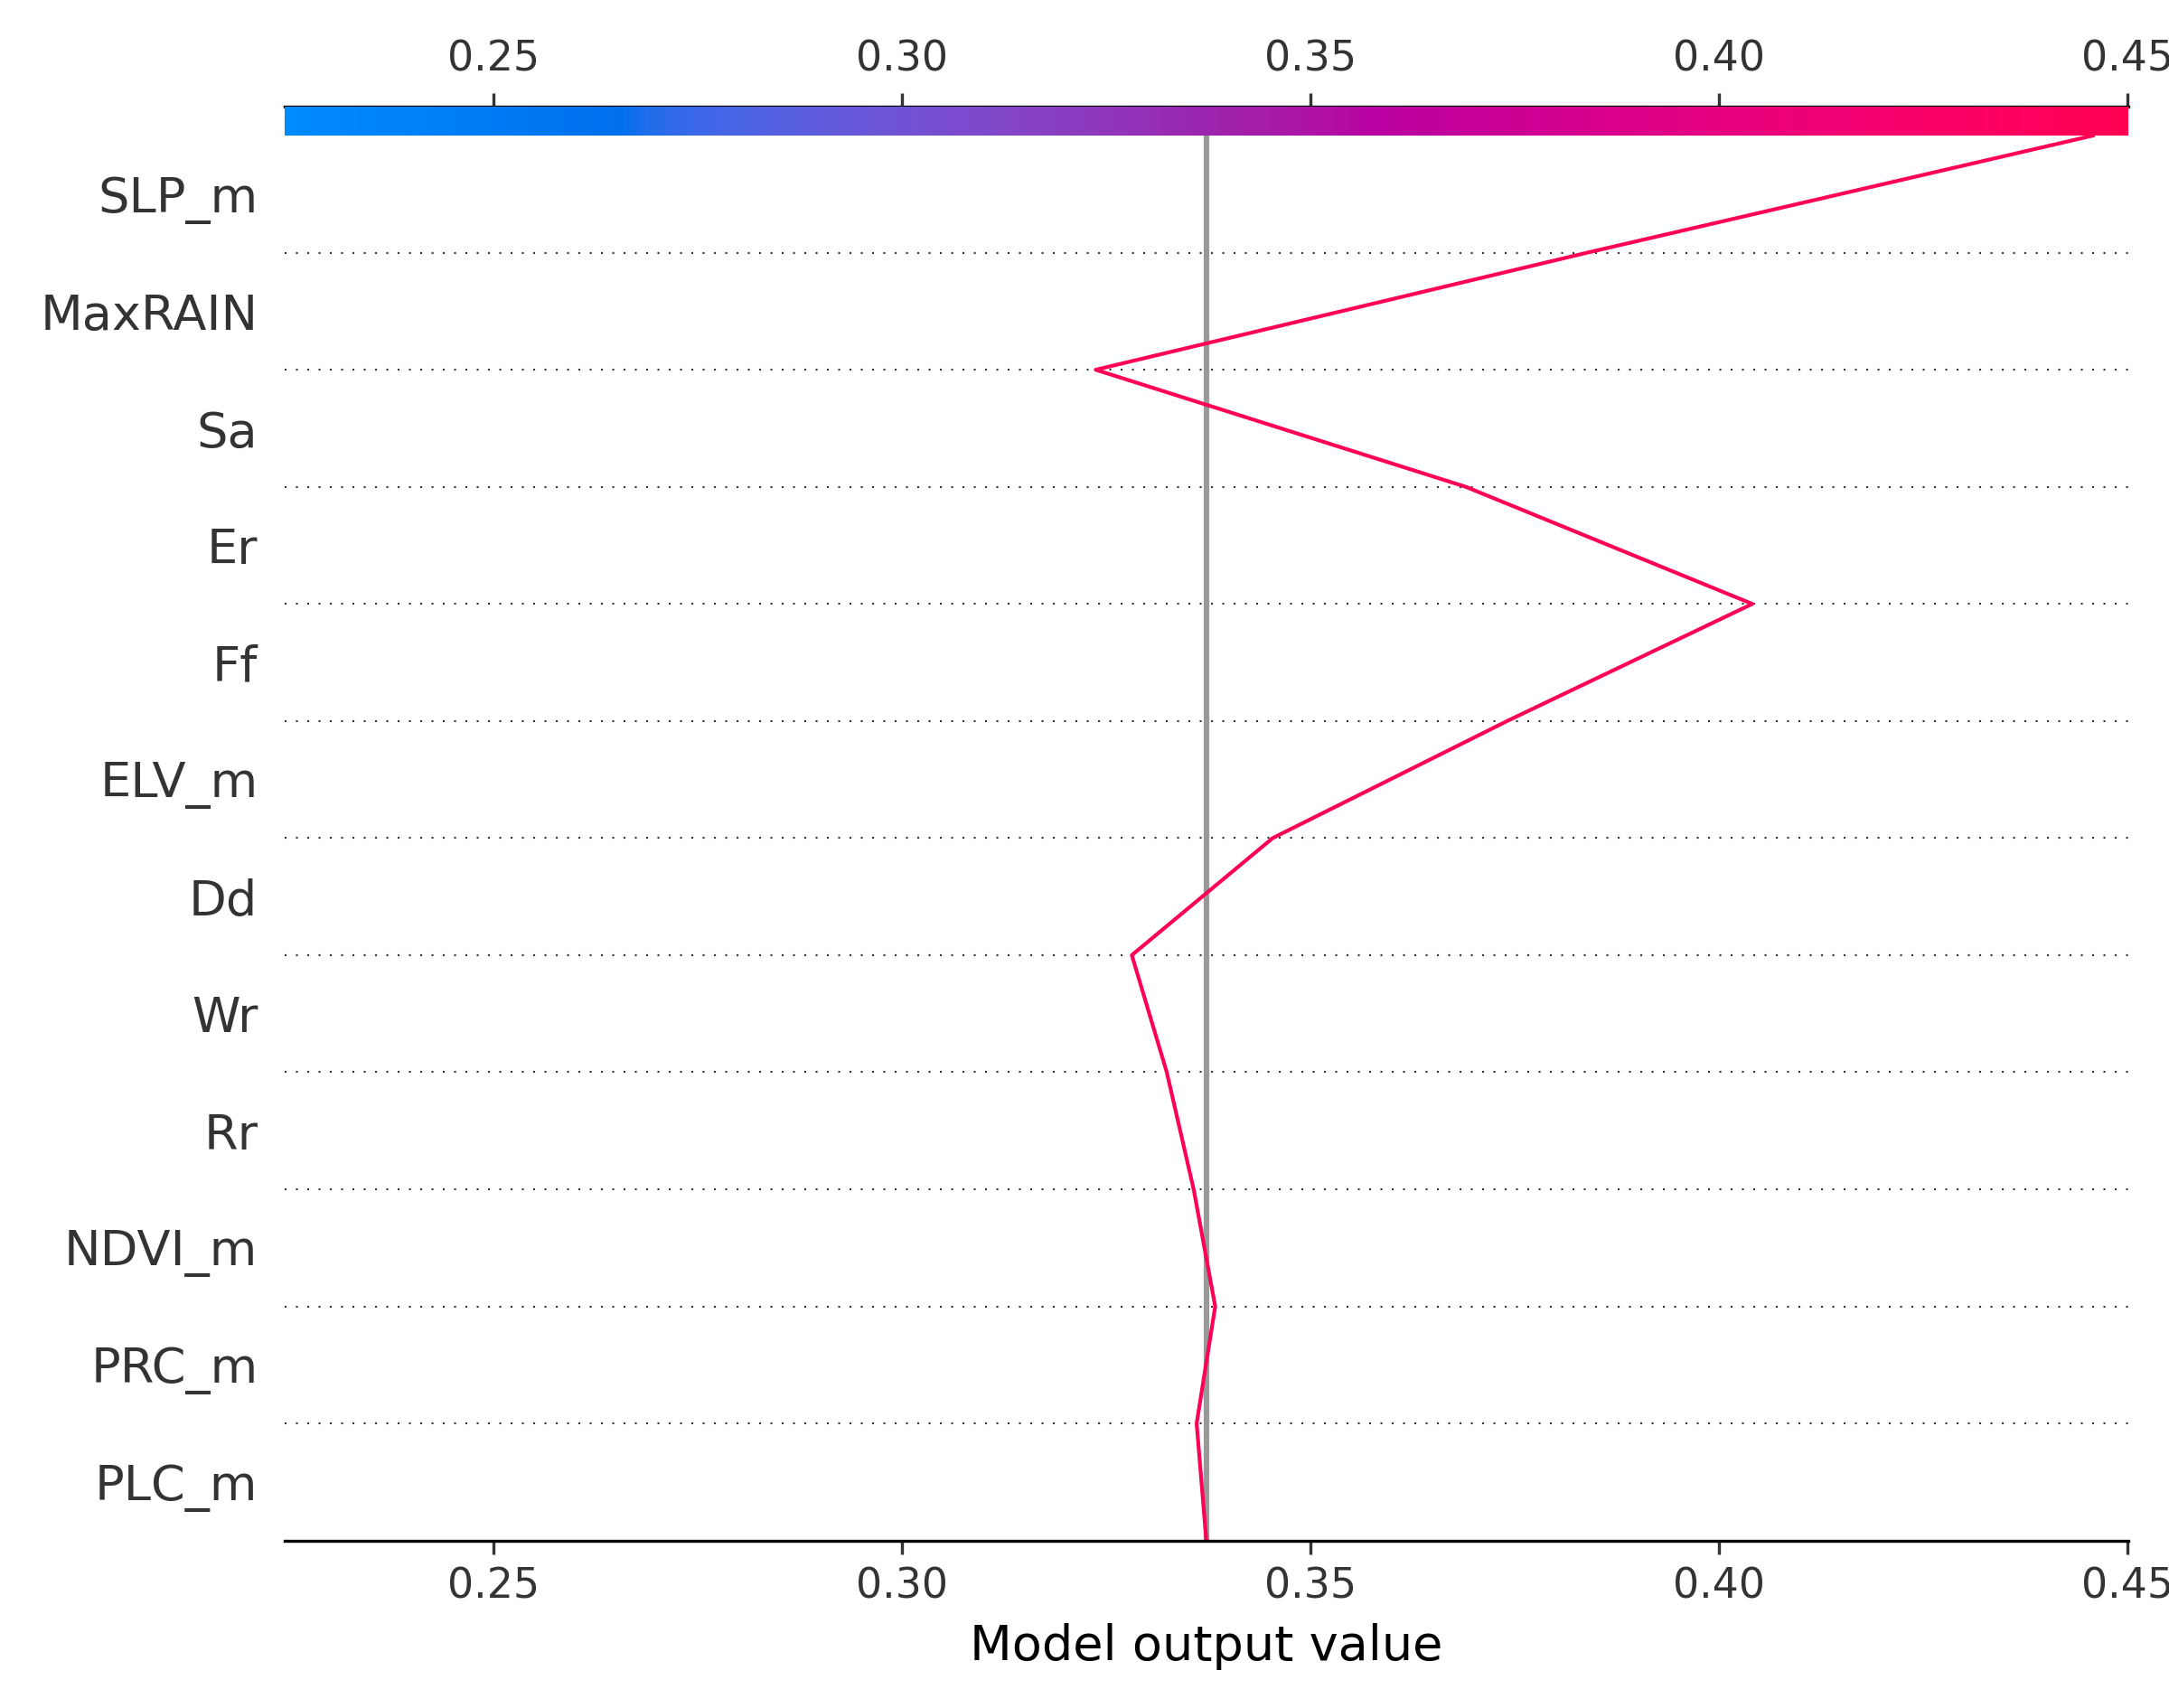 0.25 0.30 0.35 0.40 0.45
SLP_m
MaxRAIN
Sa
Er
Ff
ELV_m
Dd
Wr
Rr
NDVI_m
PRC_m
PLC_m
0.25 0.30 0.35 0.40 0.45
Model output value